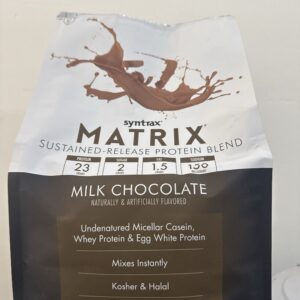 syntrax®
MATRIX®
SUSTAINED-RELEASE PROTEIN BLEND
PROTEIN SUGAR FAT SODIUM
23 2 1.5
MILK CHOCOLATE
NATURALLY & ARTIFICIALLY FLAVORED
Undenatured Micellar Casein,
Whey Protein & Egg White Protein
Mixes Instantly
Kosher & Halal